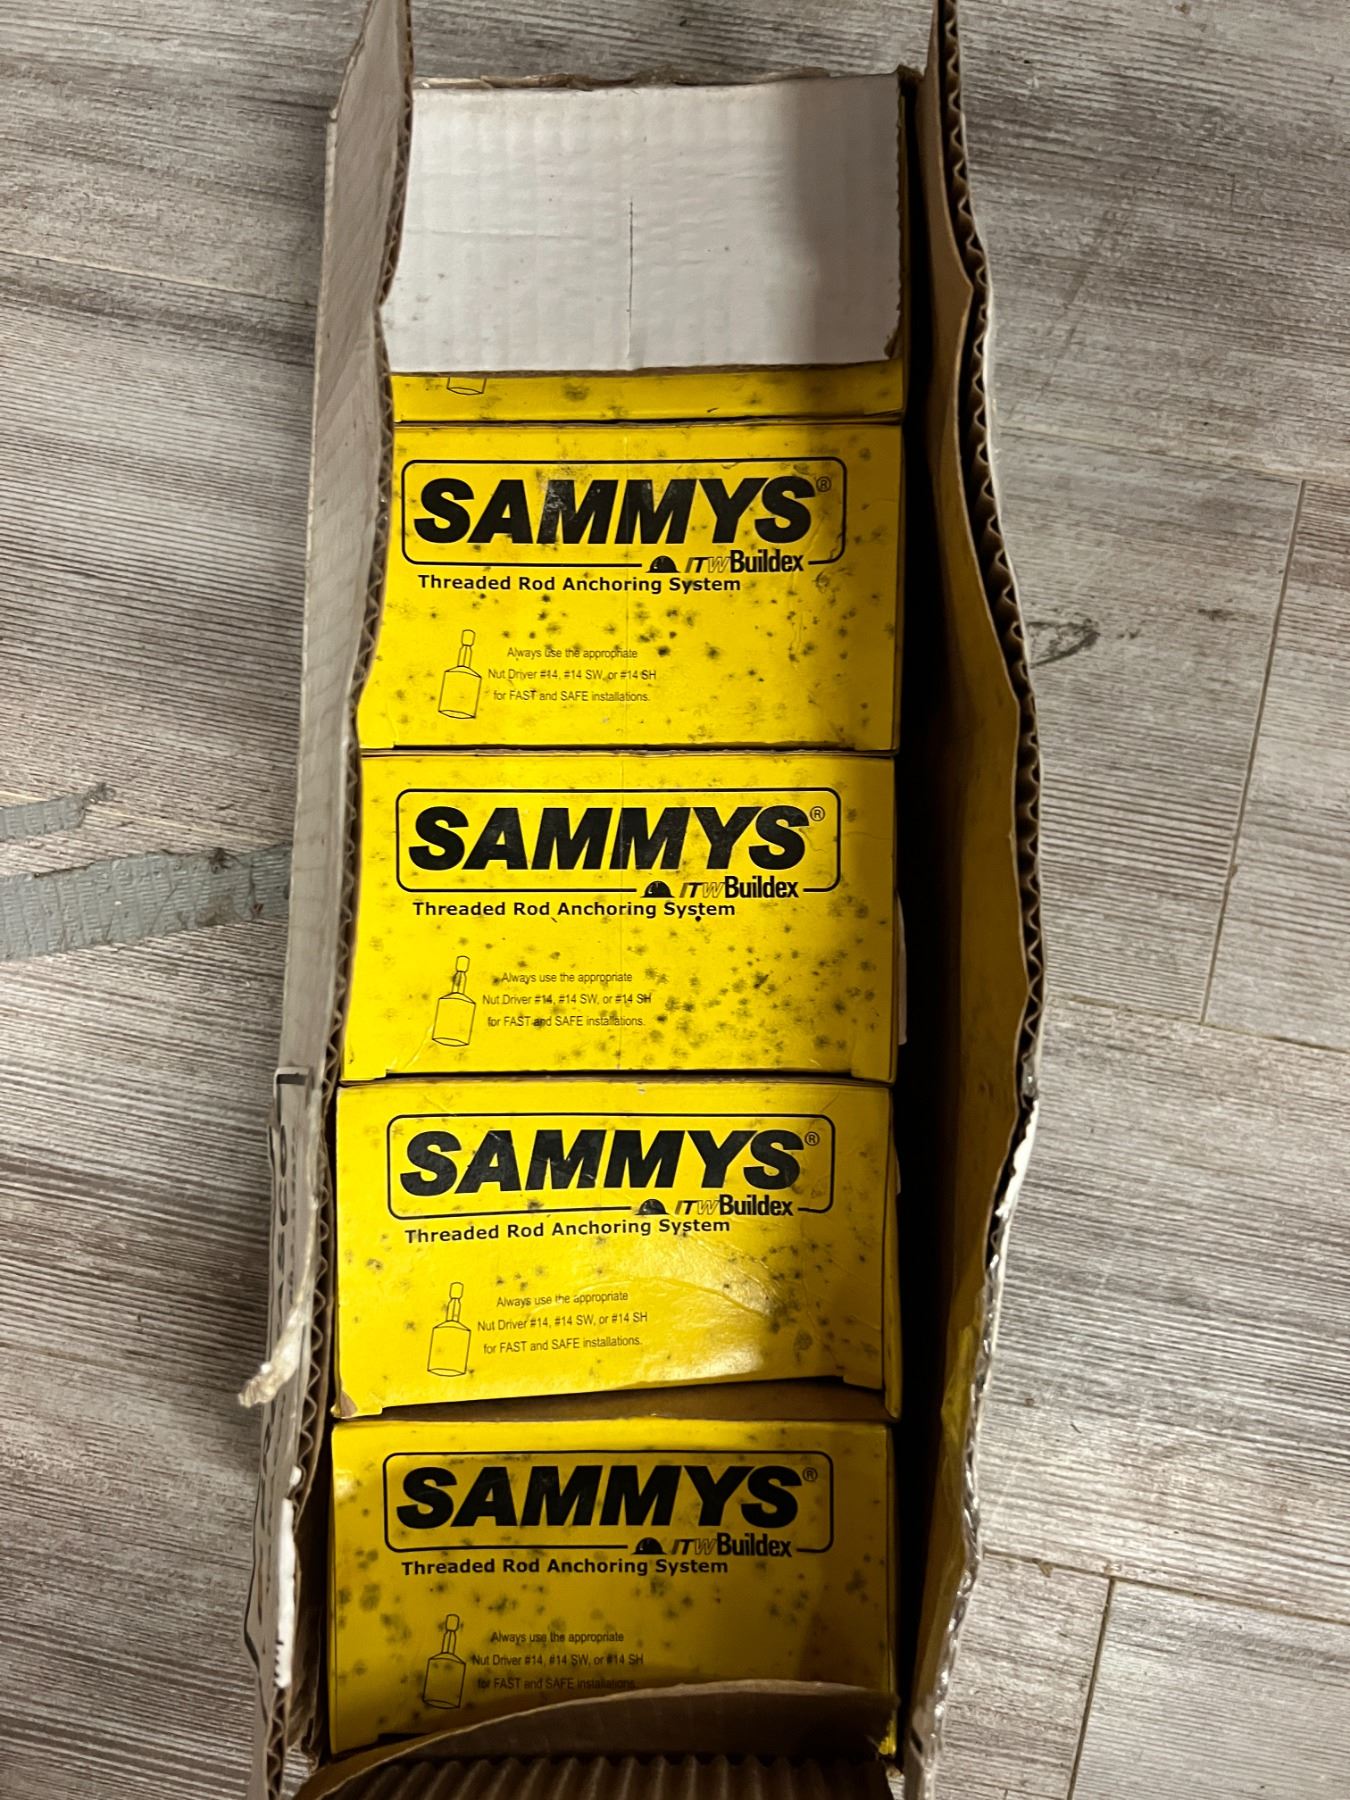 SAMMYS®
ITW Buildex
Threaded Rod Anchoring System
Always use the appropriate
Nut Driver #14, #14 SW, or #14 SH
for FAST and SAFE installations.
SAMMYS®
ITW Buildex
Threaded Rod Anchoring System
Always use the appropriate
Nut Driver #14, #14 SW, or #14 SH
for FAST and SAFE installations.
SAMMYS®
ITW Buildex
Threaded Rod Anchoring System
Always use the appropriate
Nut Driver #14, #14 SW, or #14 SH
for FAST and SAFE installations.
SAMMYS®
ITW Buildex
Threaded Rod Anchoring System
Always use the appropriate
Nut Driver #14, #14 SW, or #14 SH
for FAST and SAFE installations.